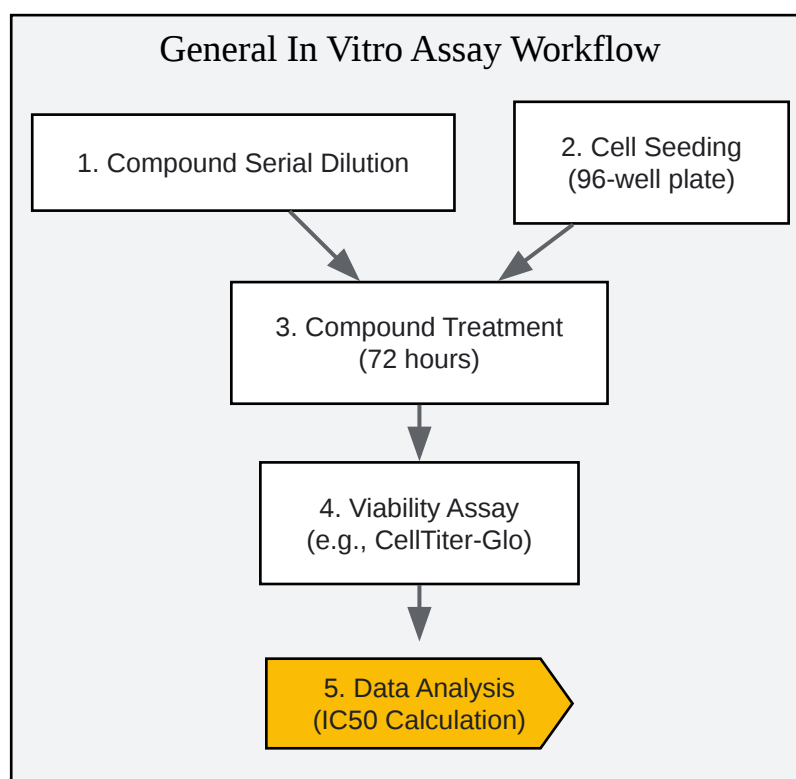 General In Vitro Assay Workflow
1. Compound Serial Dilution
2. Cell Seeding
(96-well plate)
3. Compound Treatment
(72 hours)
4. Viability Assay
(e.g., CellTiter-Glo)
5. Data Analysis
(IC50 Calculation)